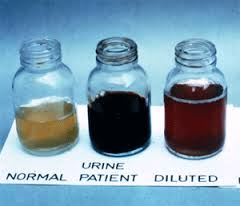 URINE
NORMAL PATIENT DILUTED